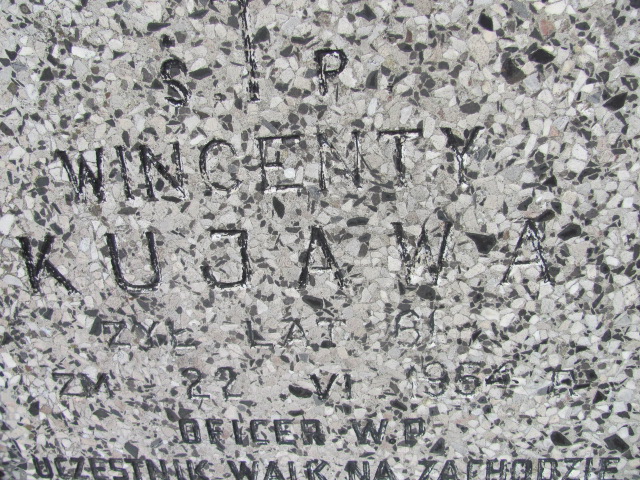 S P
WINCENTY
KUJAWA
ŻYŁ LAT 61
ZM 22 VI 1964 R
OFICER W P
UCZESTNIK WALK NA ZACHODZIE